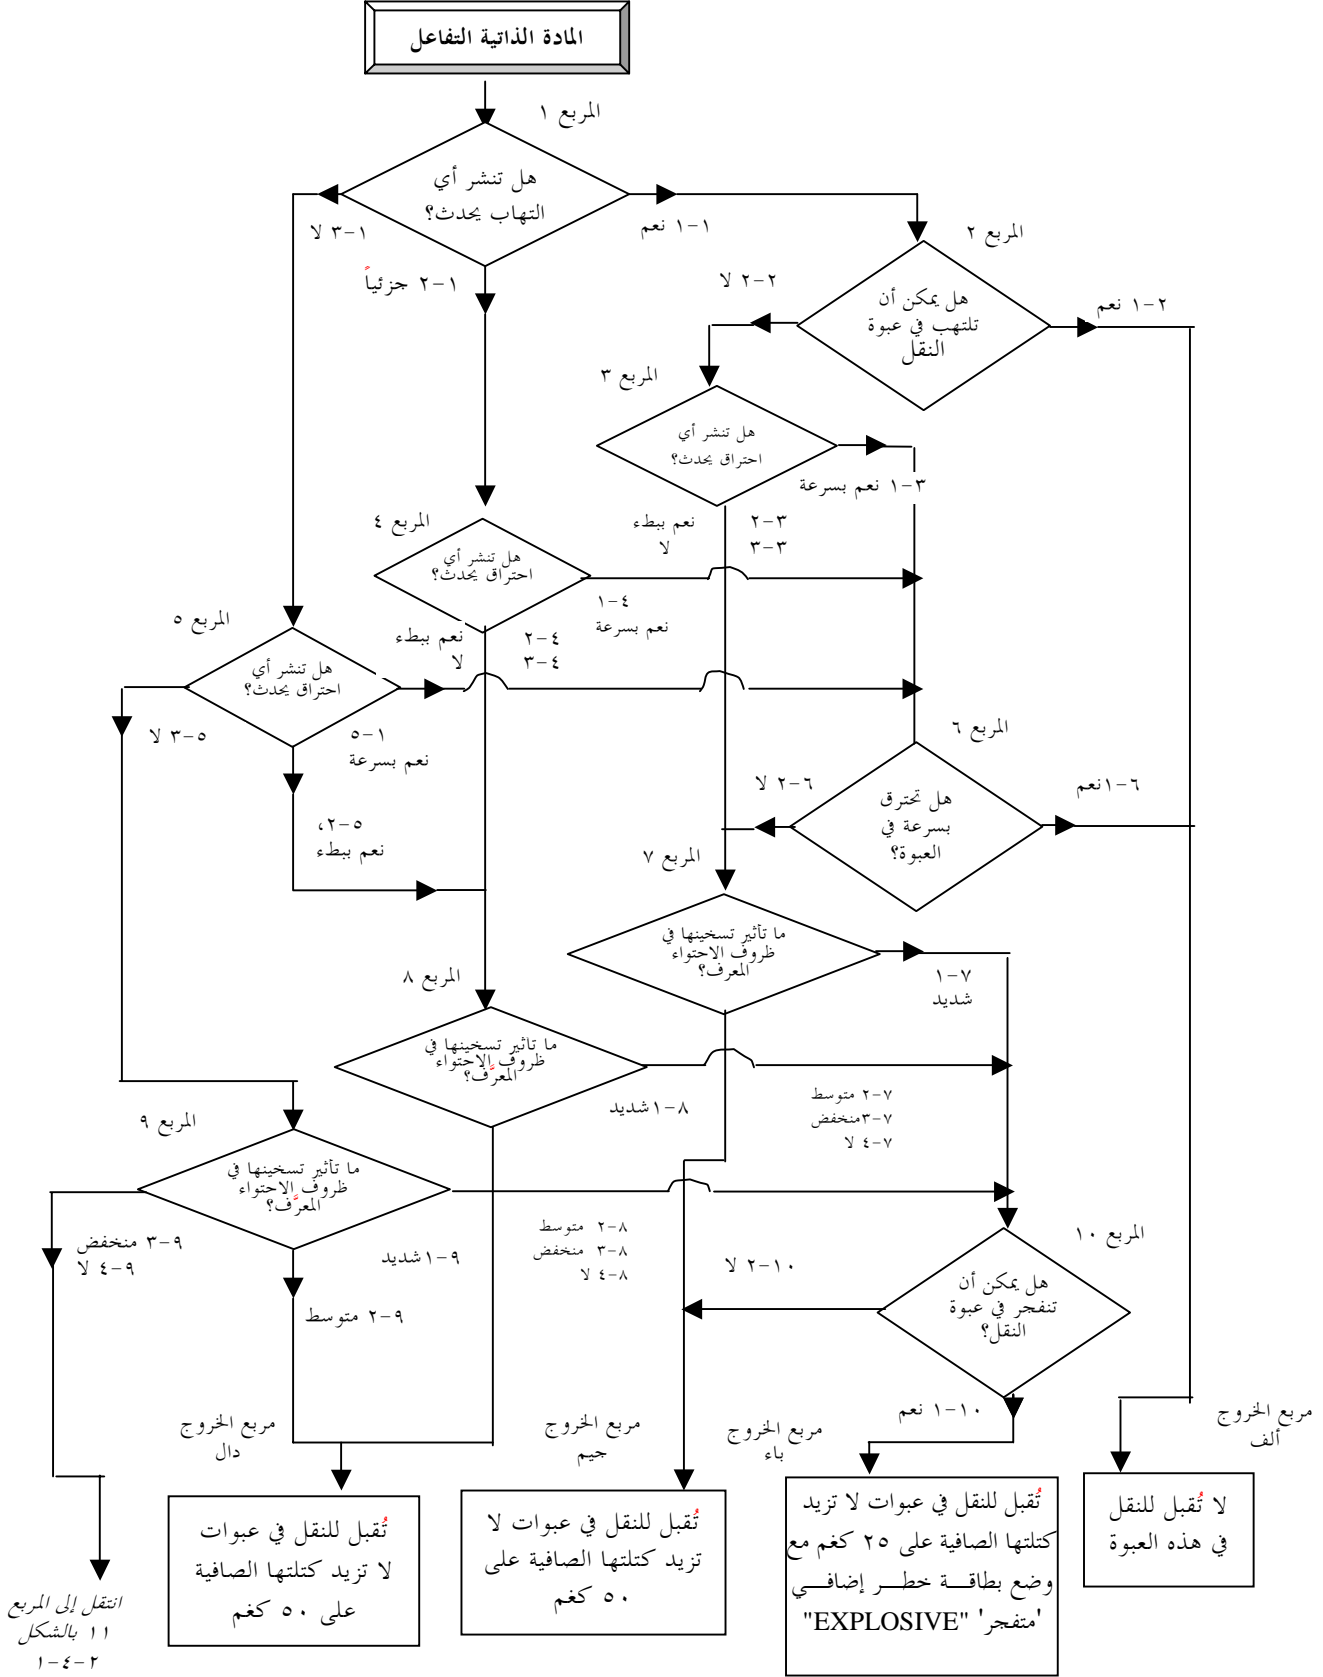 المادة الذاتية التفاعل
المربع ١
هل تنشر أي
التهاب يحدث؟
١-١ نعم
١-٣ لا
١-٢ جزئياً
المربع ٢
هل يمكن أن
تلتهب في عبوة
النقل
٢-١ نعم
٢-٢ لا
المربع ٣
هل تنشر أي
احتراق يحدث؟
٣-١ نعم بسرعة
نعم ببطء ٣-٢
لا ٣-٣
المربع ٤
هل تنشر أي
احتراق يحدث؟
٤-١
نعم بسرعة
نعم ببطء ٤-٢
لا ٤-٣
المربع ٥
هل تنشر أي
احتراق يحدث؟
٥-٣ لا
٥-١
نعم بسرعة
٥-٢،
نعم ببطء
المربع ٦
هل تحترق
بسرعة في
العبوة؟
٦-١نعم
٦-٢ لا
المربع ٧
ما تأثير تسخينها في
ظروف الاحتواء
المعرف؟
٧-١
شديد
٧-٢ متوسط
٧-٣منخفض
٧-٤ لا
المربع ٨
ما تاثير تسخينها في
ظروف الاحتواء
المعرَّف؟
٨-١شديد
٨-٢ متوسط
٨-٣ منخفض
٨-٤ لا
المربع ٩
ما تأثير تسخينها في
ظروف الاحتواء
المعرَّف؟
٩-١شديد
٩-٢ متوسط
٩-٣ منخفض
٩-٤ لا
المربع ١٠
هل يمكن أن
تنفجر في عبوة
النقل؟
١٠-٢ لا
١٠-١ نعم
مربع الخروج
ألف
لا تُقبل للنقل
في هذه العبوة
مربع الخروج
باء
تُقبل للنقل في عبوات لا تزيد
كتلتها الصافية على ٢٥ كغم مع
وضع بطاقة خطر إضافي
'متفجر' "EXPLOSIVE"
مربع الخروج
جيم
تُقبل للنقل في عبوات لا
تزيد كتلتها الصافية على
٥٠ كغم
مربع الخروج
دال
تُقبل للنقل في عبوات
لا تزيد كتلتها الصافية
على ٥٠ كغم
انتقل إلى المربع
١١ بالشكل
٢-٤-١